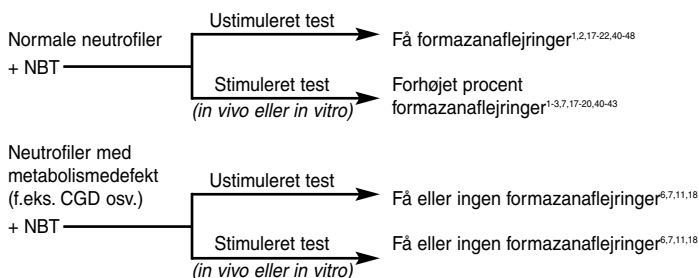 Ustimuleret test
Normale neutrofiler
Få formazanaflejringer1,2,17-22,40-48
+ NBT
Stimuleret test
Forhøjet procent
(in vivo eller in vitro)
formazanaflejringer1-3,7,17-20,40-43
Neutrofiler med
metabolismedefekt
(f.eks. CGD osv.)
Ustimuleret test
Få eller ingen formazanaflejringer6,7,11,18
+ NBT
Stimuleret test
Få eller ingen formazanaflejringer6,7,11,18
(in vivo eller in vitro)